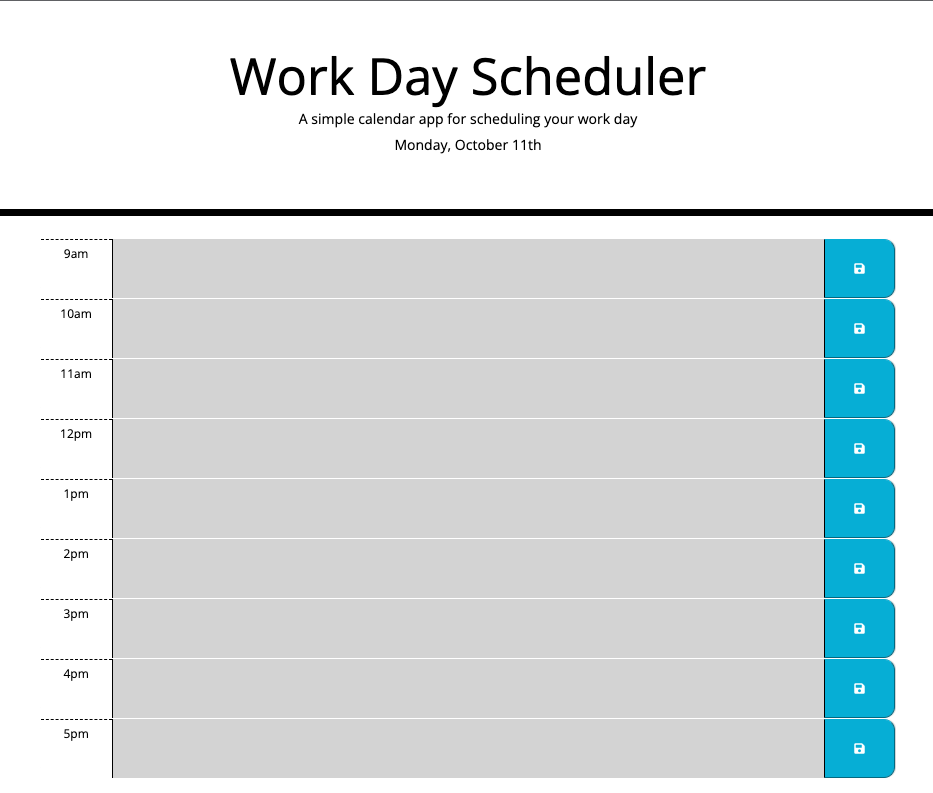 Work Day Scheduler
A simple calendar app for scheduling your work day
Monday, October 11th
9am
10am
11am
12pm
1pm
2pm
3pm
4pm
5pm